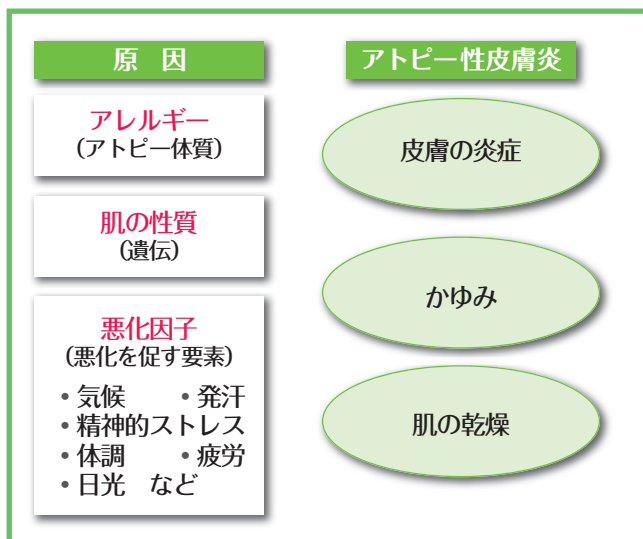 原　因
アレルギー
（アトピー体質）
肌の性質
（遺伝）
悪化因子
（悪化を促す要素）
・気候　・発汗
・精神的ストレス
・体調　・疲労
・日光　など
アトピー性皮膚炎
皮膚の炎症
かゆみ
肌の乾燥